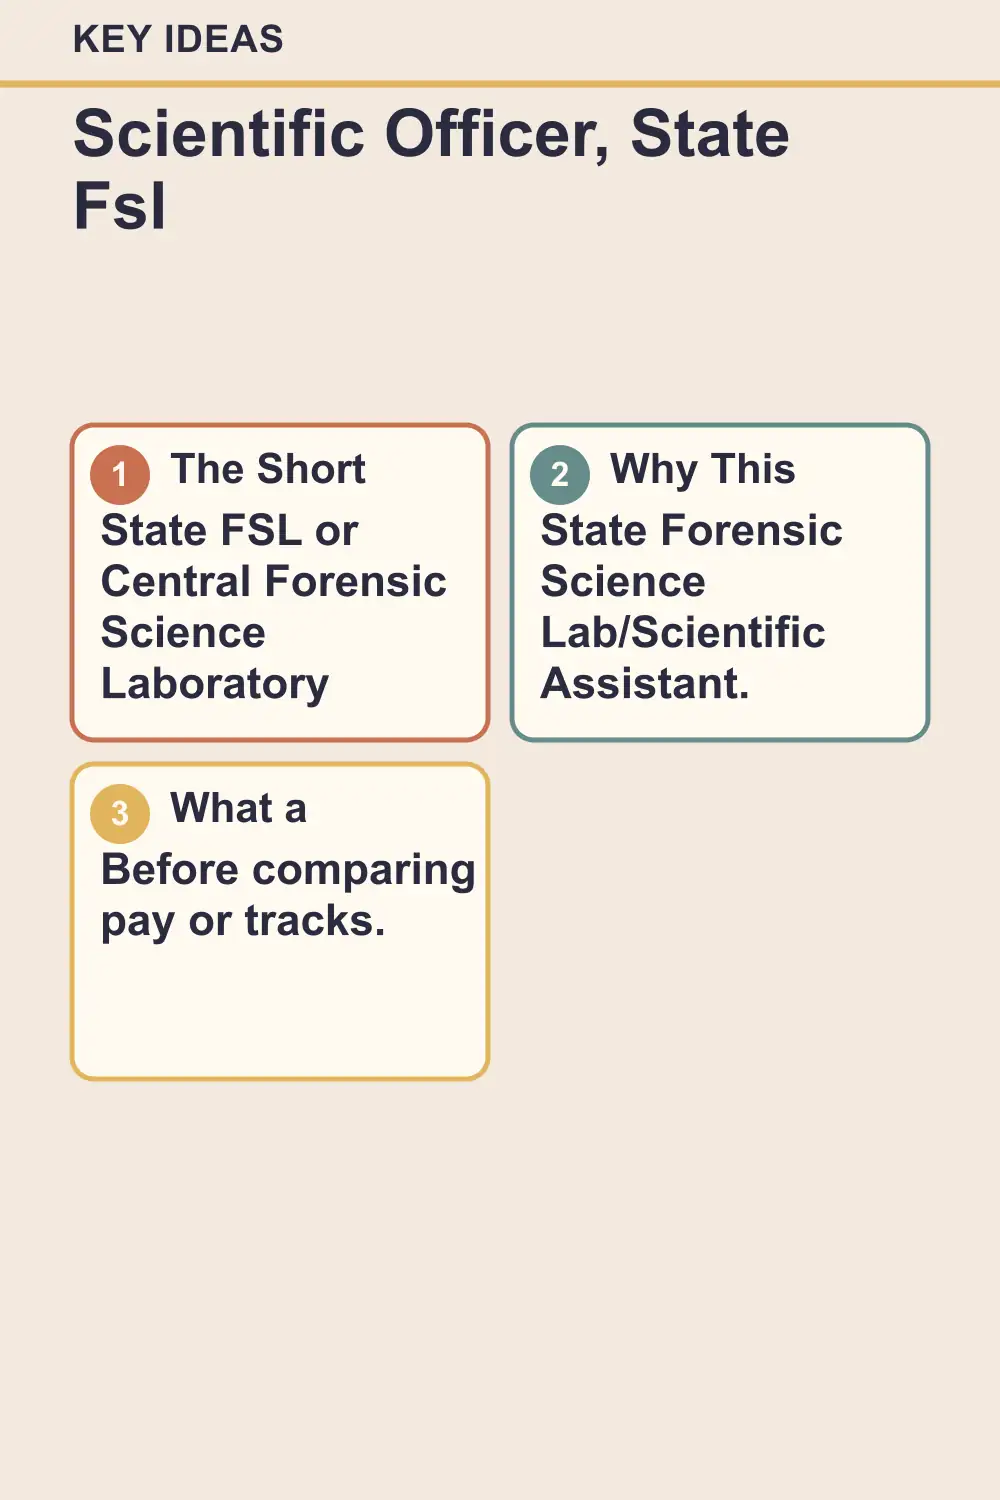 KEY IDEAS
Scientific Officer, State
Fsl
1 The Short
State FSL or
Central Forensic
Science
Laboratory
2 Why This
State Forensic
Science
Lab/Scientific
Assistant.
3 What a
Before comparing
pay or tracks.